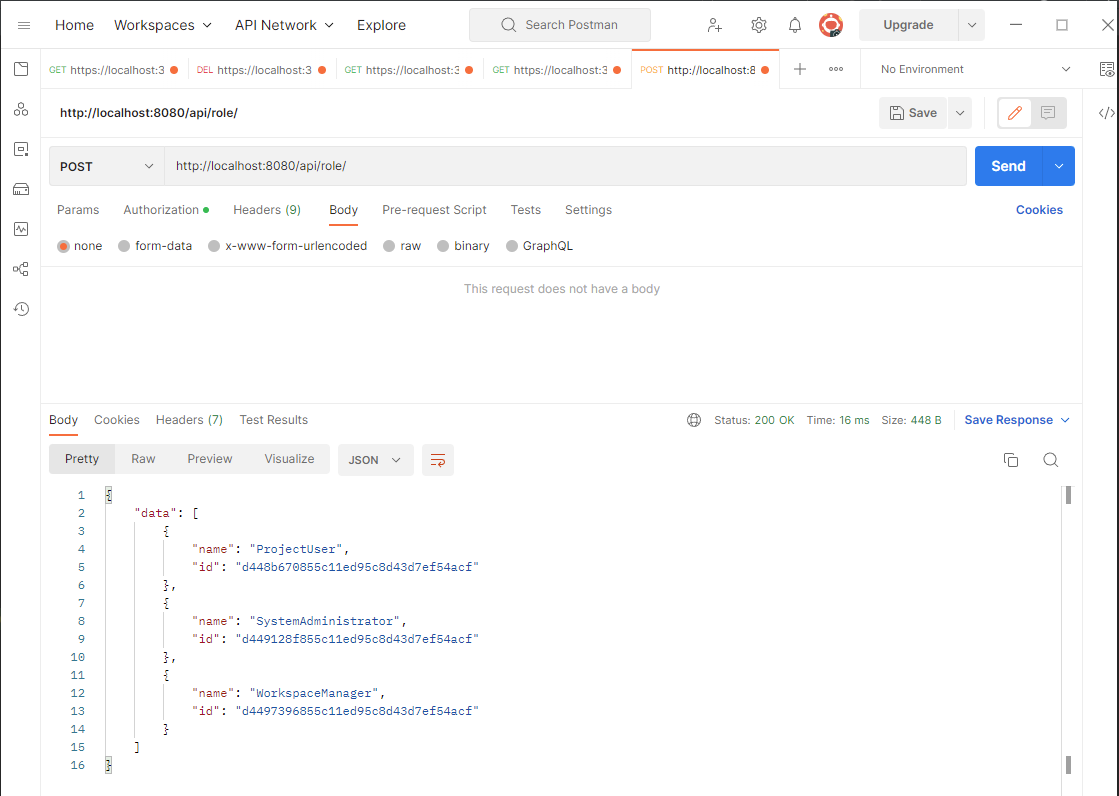 Home Workspaces API Network Explore Search Postman Upgrade
GET https://localhost:3 DEL https://localhost:3 GET https://localhost:3 GET https://localhost:3 POST http://localhost:8 No Environment
http://localhost:8080/api/role/ Save
POST http://localhost:8080/api/role/ Send
Params Authorization Headers (9) Body Pre-request Script Tests Settings Cookies
none form-data x-www-form-urlencoded raw binary GraphQL
This request does not have a body
Body Cookies Headers (7) Test Results Status: 200 OK Time: 16 ms Size: 448 B Save Response
Pretty Raw Preview Visualize JSON
1 {
2 "data": [
3 {
4 "name": "ProjectUser",
5 "id": "d448b670855c11ed95c8d43d7ef54acf"
6 },
7 {
8 "name": "SystemAdministrator",
9 "id": "d449128f855c11ed95c8d43d7ef54acf"
10 },
11 {
12 "name": "WorkspaceManager",
13 "id": "d4497396855c11ed95c8d43d7ef54acf"
14 }
15 ]
16 }